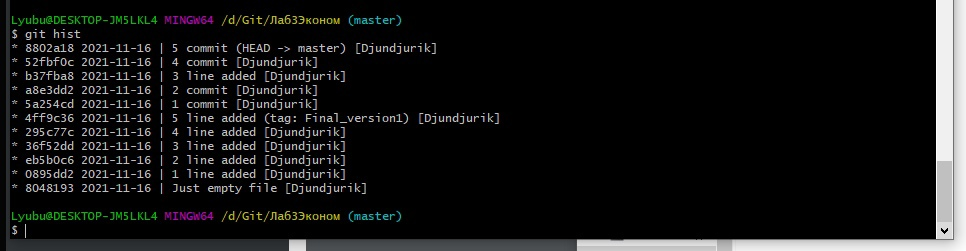 Lyubu@DESKTOP-JM5LKL4 MINGW64 /d/Git/Лаб3Эконом (master)
$ git hist
* 8802a18 2021-11-16 | 5 commit (HEAD -> master) [Djundjurik]
* 52fbf0c 2021-11-16 | 4 commit [Djundjurik]
* b37fba8 2021-11-16 | 3 line added [Djundjurik]
* a8e3dd2 2021-11-16 | 2 commit [Djundjurik]
* 5a254cd 2021-11-16 | 1 commit [Djundjurik]
* 4ff9c36 2021-11-16 | 5 line added (tag: Final_version1) [Djundjurik]
* 295c77c 2021-11-16 | 4 line added [Djundjurik]
* 36f52dd 2021-11-16 | 3 line added [Djundjurik]
* eb5b0c6 2021-11-16 | 2 line added [Djundjurik]
* 0895dd2 2021-11-16 | 1 line added [Djundjurik]
* 8048193 2021-11-16 | Just empty file [Djundjurik]
Lyubu@DESKTOP-JM5LKL4 MINGW64 /d/Git/Лаб3Эконом (master)
$